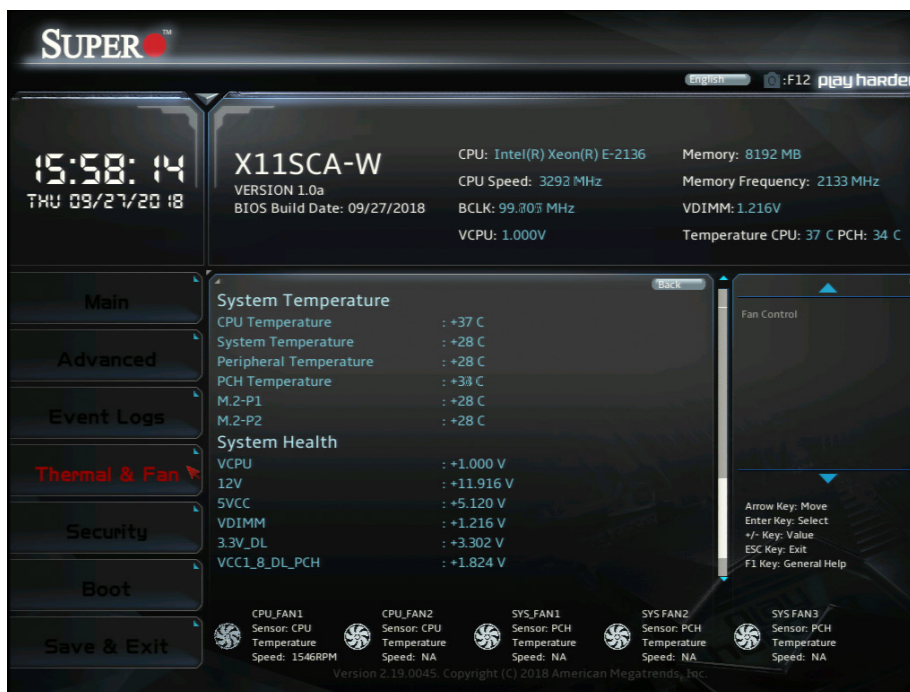 SUPER
TM
English :F12 play harder
15:58: 14
THU 09/27/2018
X11SCA-W
VERSION 1.0a
BIOS Build Date: 09/27/2018
CPU: Intel(R) Xeon(R) E-2136
CPU Speed: MHz
BCLK: MHz
VCPU: 1.000V
Memory: 8192 MB
Memory Frequency: 2133 MHz
VDIMM: 1.216V
Temperature CPU: 37 C PCH: 34 C
Main
Advanced
Event Logs
Thermal & Fan
Security
Boot
Save & Exit
Back
System Temperature
CPU Temperature : +37 C
System Temperature : +28 C
Peripheral Temperature : +28 C
PCH Temperature : C
M.2-P1 : +28 C
M.2-P2 : +28 C
System Health
VCPU : +1.000 V
12V : +11.916 V
5VCC : +5.120 V
VDIMM : +1.216 V
3.3V_DL : +3.302 V
VCC1_8_DL_PCH : +1.824 V
Fan Control
Arrow Key: Move
Enter Key: Select
+/- Key: Value
ESC Key: Exit
F1 Key: General Help
CPU_FAN1
Sensor: CPU
Temperature
Speed: 1546RPM
CPU_FAN2
Sensor: CPU
Temperature
Speed: NA
SYS_FAN1
Sensor: PCH
Temperature
Speed: NA
SYS FAN2
Sensor: PCH
Temperature
Speed: NA
SYS FAN3
Sensor: PCH
Temperature
Speed: NA
Version 2.19.0045. Copyright (C) 2018 American Megatrends, Inc.